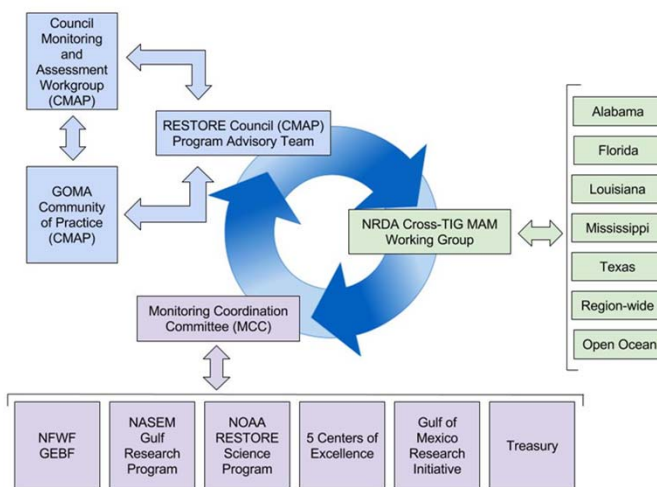 Council
Monitoring
and
Assessment
Workgroup
(CMAP)
RESTORE Council (CMAP)
Program Advisory Team
GOMA
Community
of Practice
(CMAP)
NRDA Cross-TIG MAM
Working Group
Alabama
Florida
Louisiana
Mississippi
Texas
Region-wide
Open Ocean
Monitoring Coordination
Committee (MCC)
NFWF
GEBF
NASEM
Gulf
Research
Program
NOAA
RESTORE
Science
Program
5 Centers of
Excellence
Gulf of
Mexico
Research
Initiative
Treasury